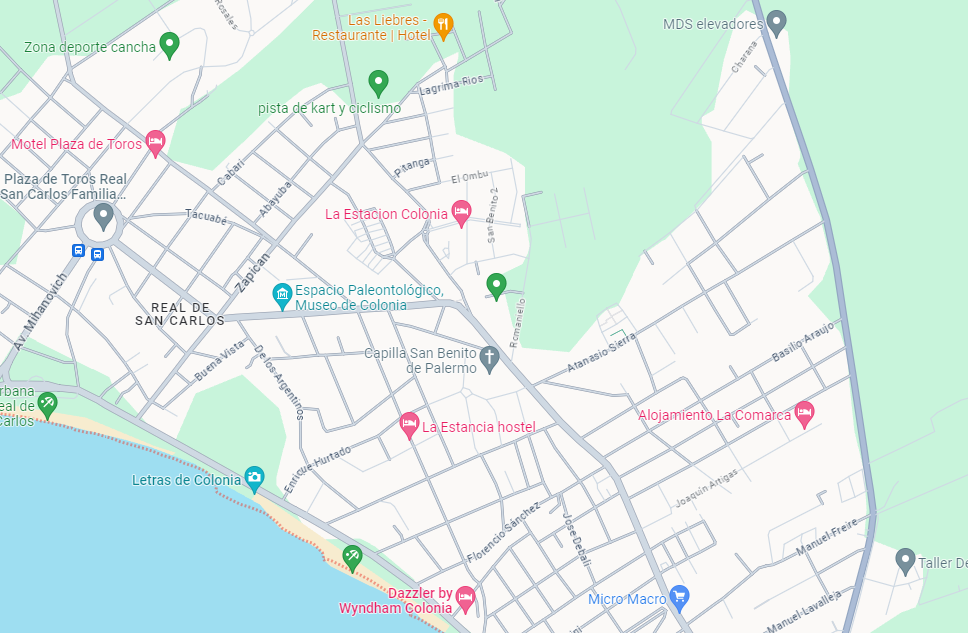 Rosales
Las Liebres -
Restaurante | Hotel
MDS elevadores
Zona deporte cancha
Charana
Lagrima Rios
pista de kart y ciclismo
Motel Plaza de Toros
Cabari
Pitanga
El Ombu
Plaza de Toros Real
San Carlos Familia...
Abayuba
Tacuabé
La Estacion Colonia
San Benito 2
Zapican
Av. Mihanovich
Espacio Paleontológico,
Museo de Colonia
REAL DE
SAN CARLOS
Romaniello
Atanasio Sierra
Basilio Araujo
Buena Vista
De los Argentinos
Capilla San Benito
de Palermo
rbana
eal de
Carlos
Alojamiento La Comarca
La Estancia hostel
Enrique Hurtado
Letras de Colonia
Joaquin Artigas
Florencio Sánchez
Jose Debali
Manuel Freire
Taller De
Dazzler by
Wyndham Colonia
Micro Macro
Manuel Lavalleja
ini